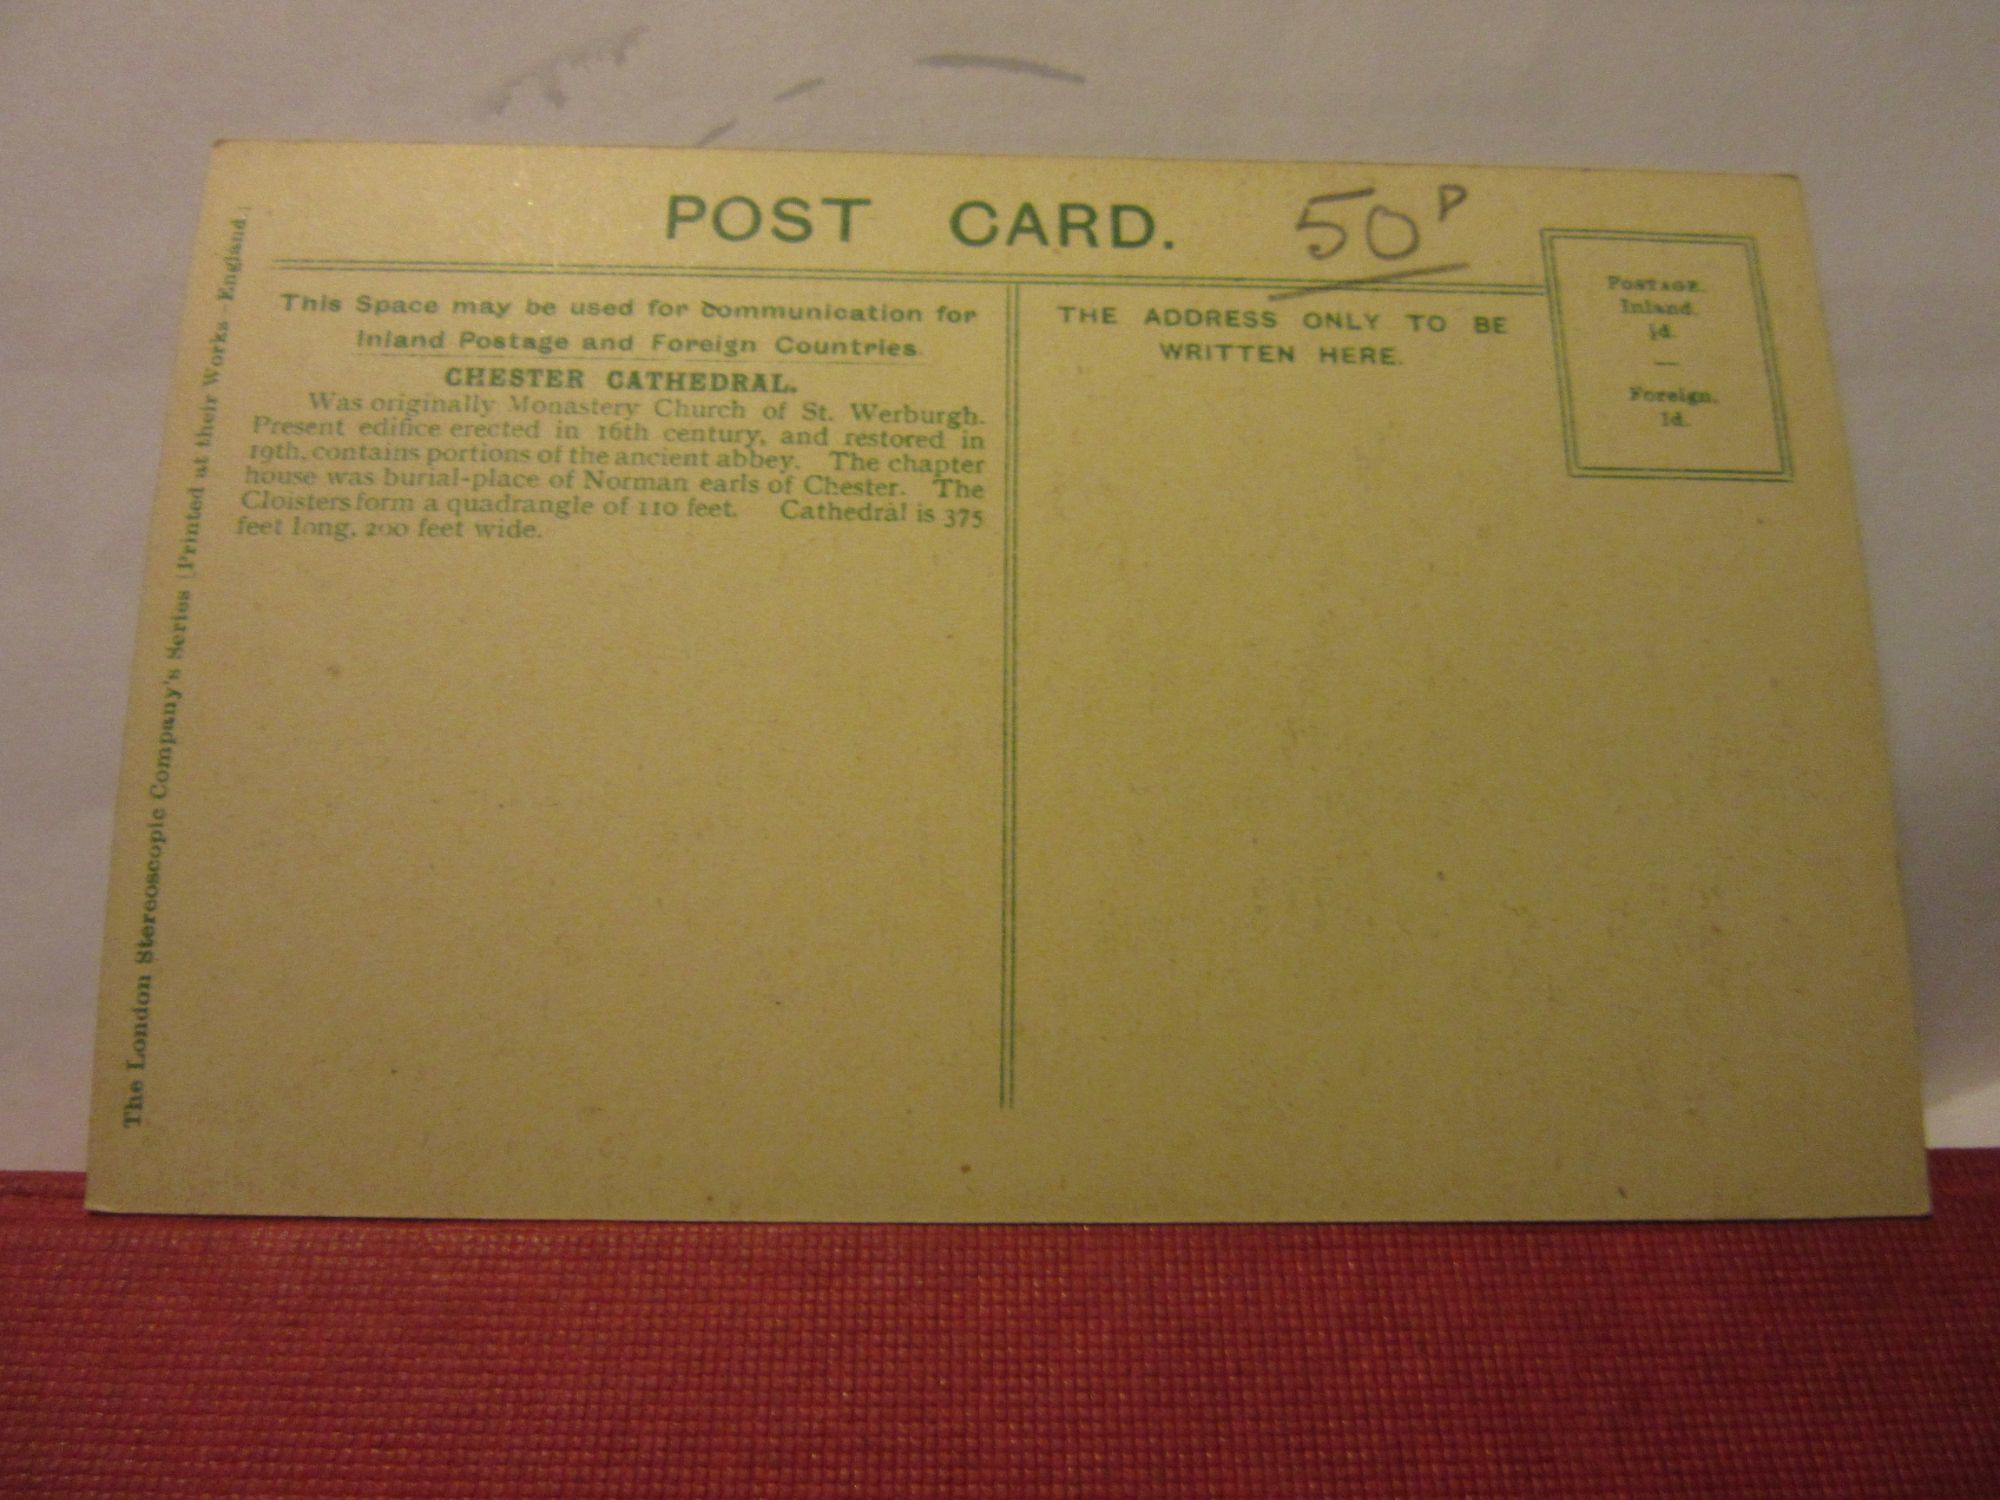 POST CARD.
50P
This Space may be used for communication for
Inland Postage and Foreign Countries.
CHESTER CATHEDRAL.
Was originally Monastery Church of St. Werburgh.
Present edifice erected in 16th century, and restored in
19th, contains portions of the ancient abbey. The chapter
house was burial-place of Norman earls of Chester. The
Cloisters form a quadrangle of 110 feet. Cathedral is 375
feet long, 200 feet wide.
THE ADDRESS ONLY TO BE
WRITTEN HERE.
POSTAGE.
Inland.
½d.
—
Foreign.
1d.
The London Stereoscopic Company's Series (Printed at their Works - England.)